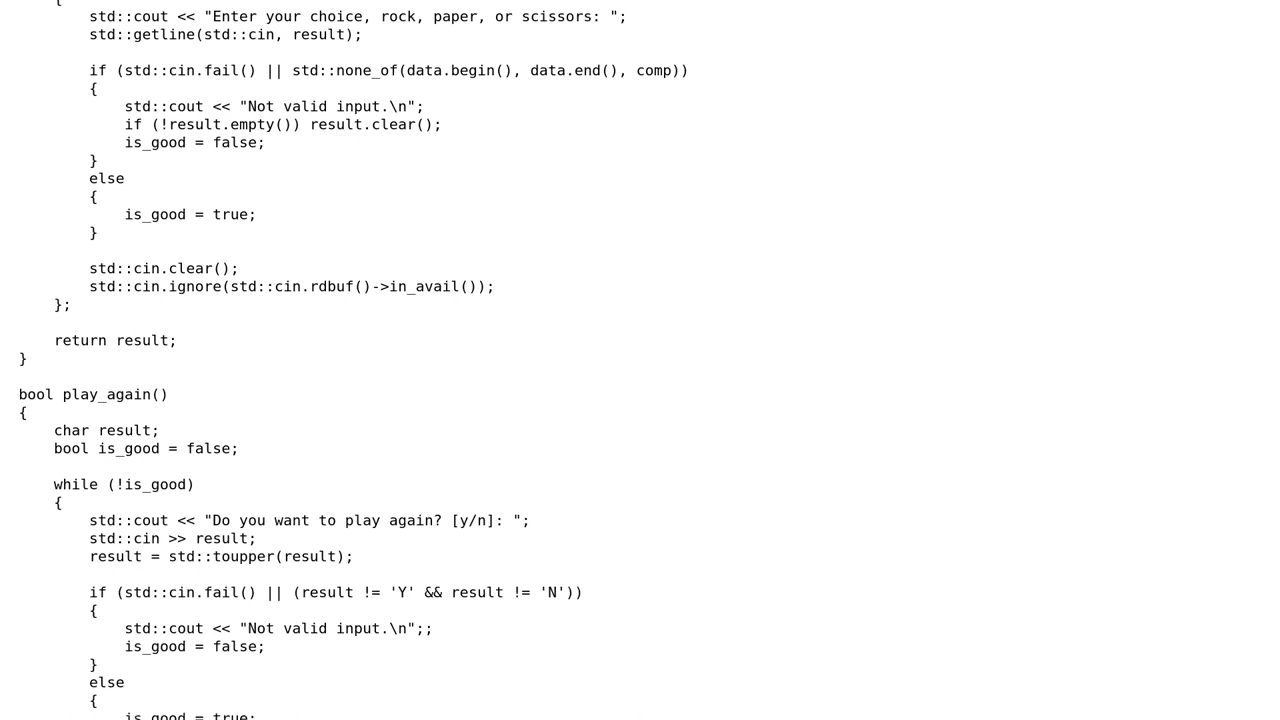 {
        std::cout << "Enter your choice, rock, paper, or scissors: ";
        std::getline(std::cin, result);

        if (std::cin.fail() || std::none_of(data.begin(), data.end(), comp))
        {
            std::cout << "Not valid input.\n";
            if (!result.empty()) result.clear();
            is_good = false;
        }
        else
        {
            is_good = true;
        }

        std::cin.clear();
        std::cin.ignore(std::cin.rdbuf()->in_avail());
    };

    return result;
}

bool play_again()
{
    char result;
    bool is_good = false;

    while (!is_good)
    {
        std::cout << "Do you want to play again? [y/n]: ";
        std::cin >> result;
        result = std::toupper(result);

        if (std::cin.fail() || (result != 'Y' && result != 'N'))
        {
            std::cout << "Not valid input.\n";;
            is_good = false;
        }
        else
        {
            is_good = true;